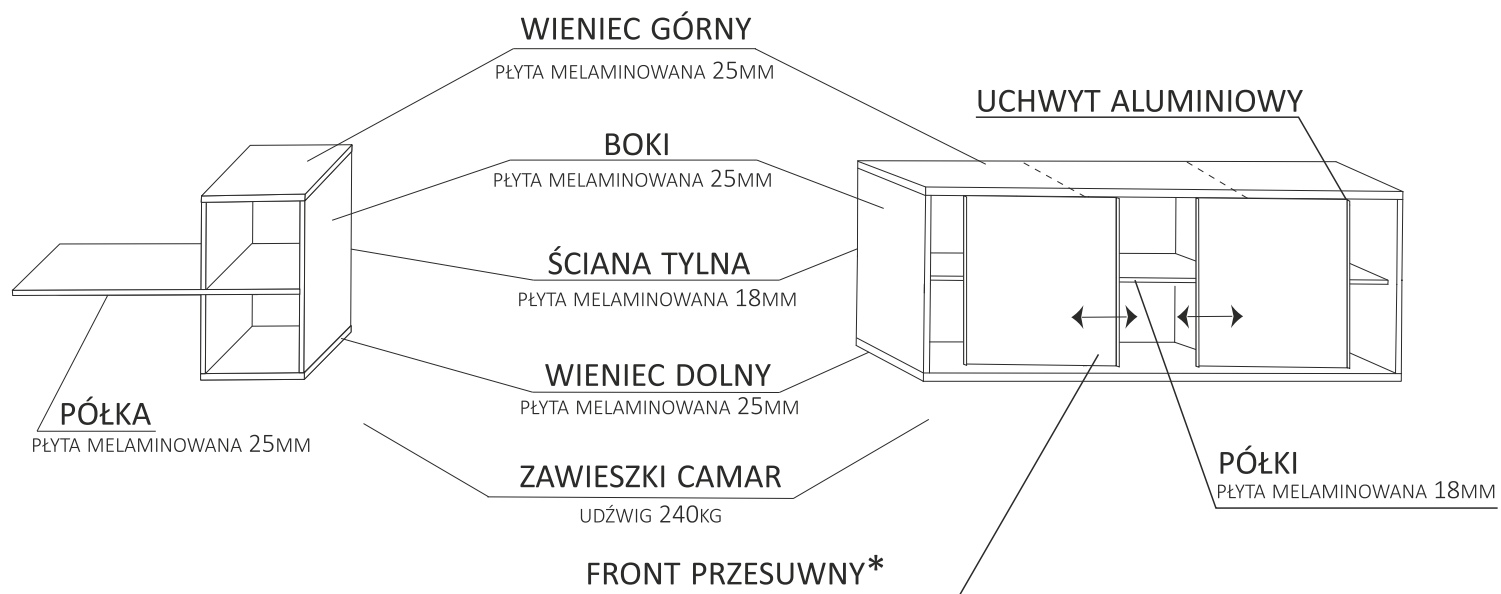 WIENIEC GÓRNY
PŁYTA MELAMINOWANA 25MM
UCHWYT ALUMINIOWY
BOKI
PŁYTA MELAMINOWANA 25MM
ŚCIANA TYLNA
PŁYTA MELAMINOWANA 18MM
WIENIEC DOLNY
PŁYTA MELAMINOWANA 25MM
PÓŁKA
PŁYTA MELAMINOWANA 25MM
ZAWIESZKI CAMAR
UDŹWIG 240KG
PÓŁKI
PŁYTA MELAMINOWANA 18MM
FRONT PRZESUWNY*